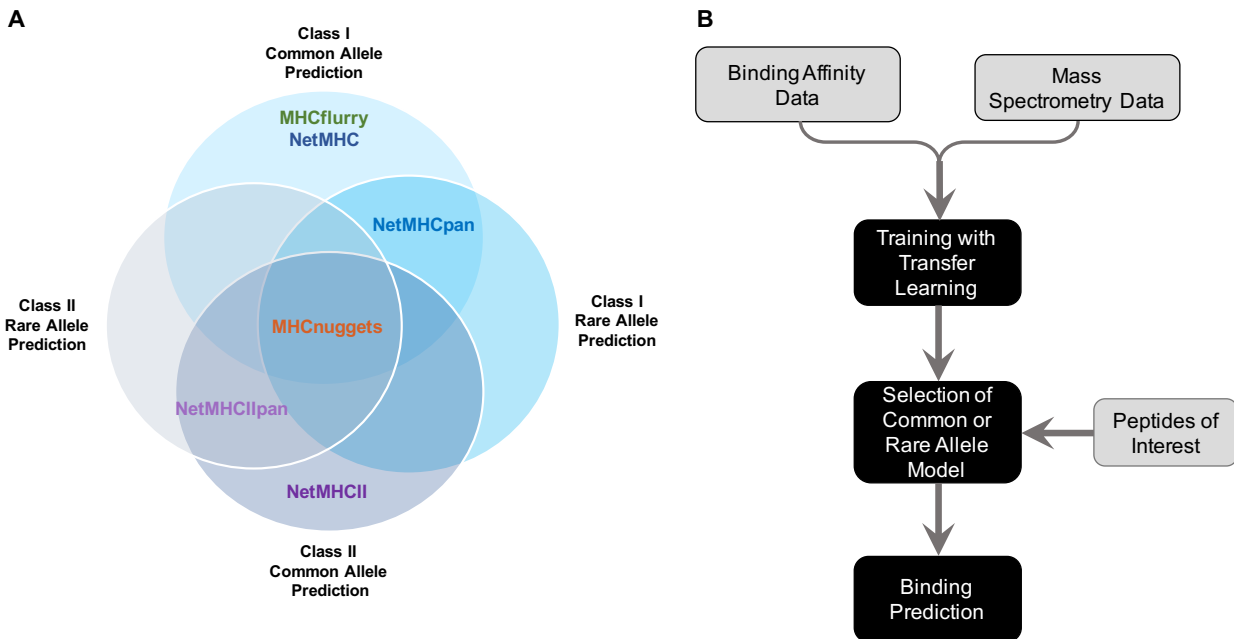 A
Class I
Common Allele
Prediction
MHCflurry
NetMHC
NetMHCpan
Class II
Rare Allele
Prediction
MHCnuggets
Class I
Rare Allele
Prediction
NetMHCIIpan
NetMHCII
Class II
Common Allele
Prediction
B
Binding Affinity
Data
Mass
Spectrometry Data
Training with
Transfer
Learning
Selection of
Common or
Rare Allele
Model
Peptides of
Interest
Binding
Prediction